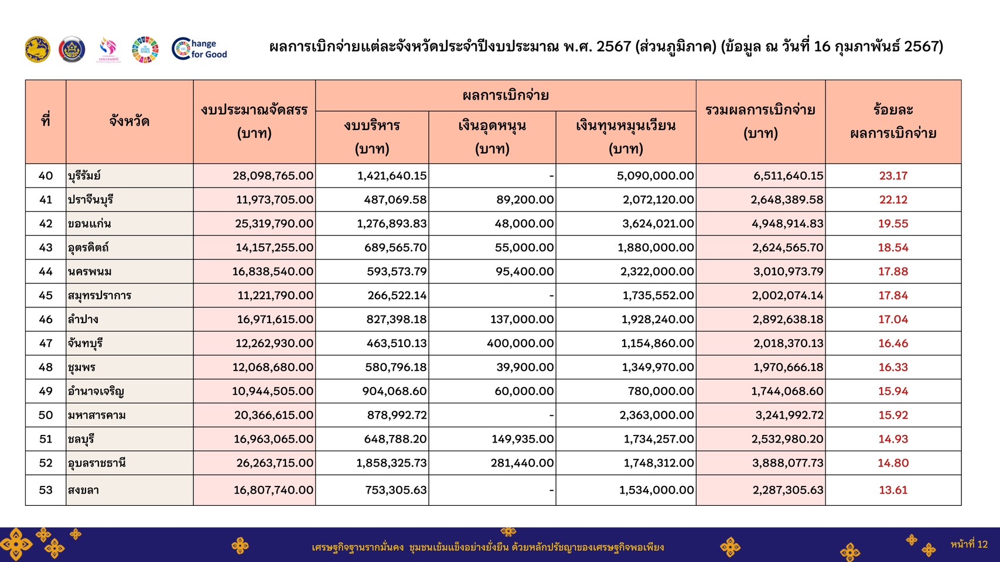 Change
for Good
ผลการเบิกจ่ายแต่ละจังหวัดประจำปีงบประมาณ พ.ศ. 2567 (ส่วนภูมิภาค) (ข้อมูล ณ วันที่ 16 กุมภาพันธ์ 2567)
ที่ จังหวัด งบประมาณจัดสรร (บาท) ผลการเบิกจ่าย รวมผลการเบิกจ่าย (บาท) ร้อยละ ผลการเบิกจ่าย
งบบริหาร (บาท) เงินอุดหนุน (บาท) เงินทุนหมุนเวียน (บาท)
40 บุรีรัมย์ 28,098,765.00 1,421,640.15 - 5,090,000.00 6,511,640.15 23.17
41 ปราจีนบุรี 11,973,705.00 487,069.58 89,200.00 2,072,120.00 2,648,389.58 22.12
42 ขอนแก่น 25,319,790.00 1,276,893.83 48,000.00 3,624,021.00 4,948,914.83 19.55
43 อุตรดิตถ์ 14,157,255.00 689,565.70 55,000.00 1,880,000.00 2,624,565.70 18.54
44 นครพนม 16,838,540.00 593,573.79 95,400.00 2,322,000.00 3,010,973.79 17.88
45 สมุทรปราการ 11,221,790.00 266,522.14 - 1,735,552.00 2,002,074.14 17.84
46 ลำปาง 16,971,615.00 827,398.18 137,000.00 1,928,240.00 2,892,638.18 17.04
47 จันทบุรี 12,262,930.00 463,510.13 400,000.00 1,154,860.00 2,018,370.13 16.46
48 ชุมพร 12,068,680.00 580,796.18 39,900.00 1,349,970.00 1,970,666.18 16.33
49 อำนาจเจริญ 10,944,505.00 904,068.60 60,000.00 780,000.00 1,744,068.60 15.94
50 มหาสารคาม 20,366,615.00 878,992.72 - 2,363,000.00 3,241,992.72 15.92
51 ชลบุรี 16,963,065.00 648,788.20 149,935.00 1,734,257.00 2,532,980.20 14.93
52 อุบลราชธานี 26,263,715.00 1,858,325.73 281,440.00 1,748,312.00 3,888,077.73 14.80
53 สงขลา 16,807,740.00 753,305.63 - 1,534,000.00 2,287,305.63 13.61
เศรษฐกิจฐานรากมั่นคง ชุมชนเข้มแข็งอย่างยั่งยืน ด้วยหลักปรัชญาของเศรษฐกิจพอเพียง
หน้าที่ 12